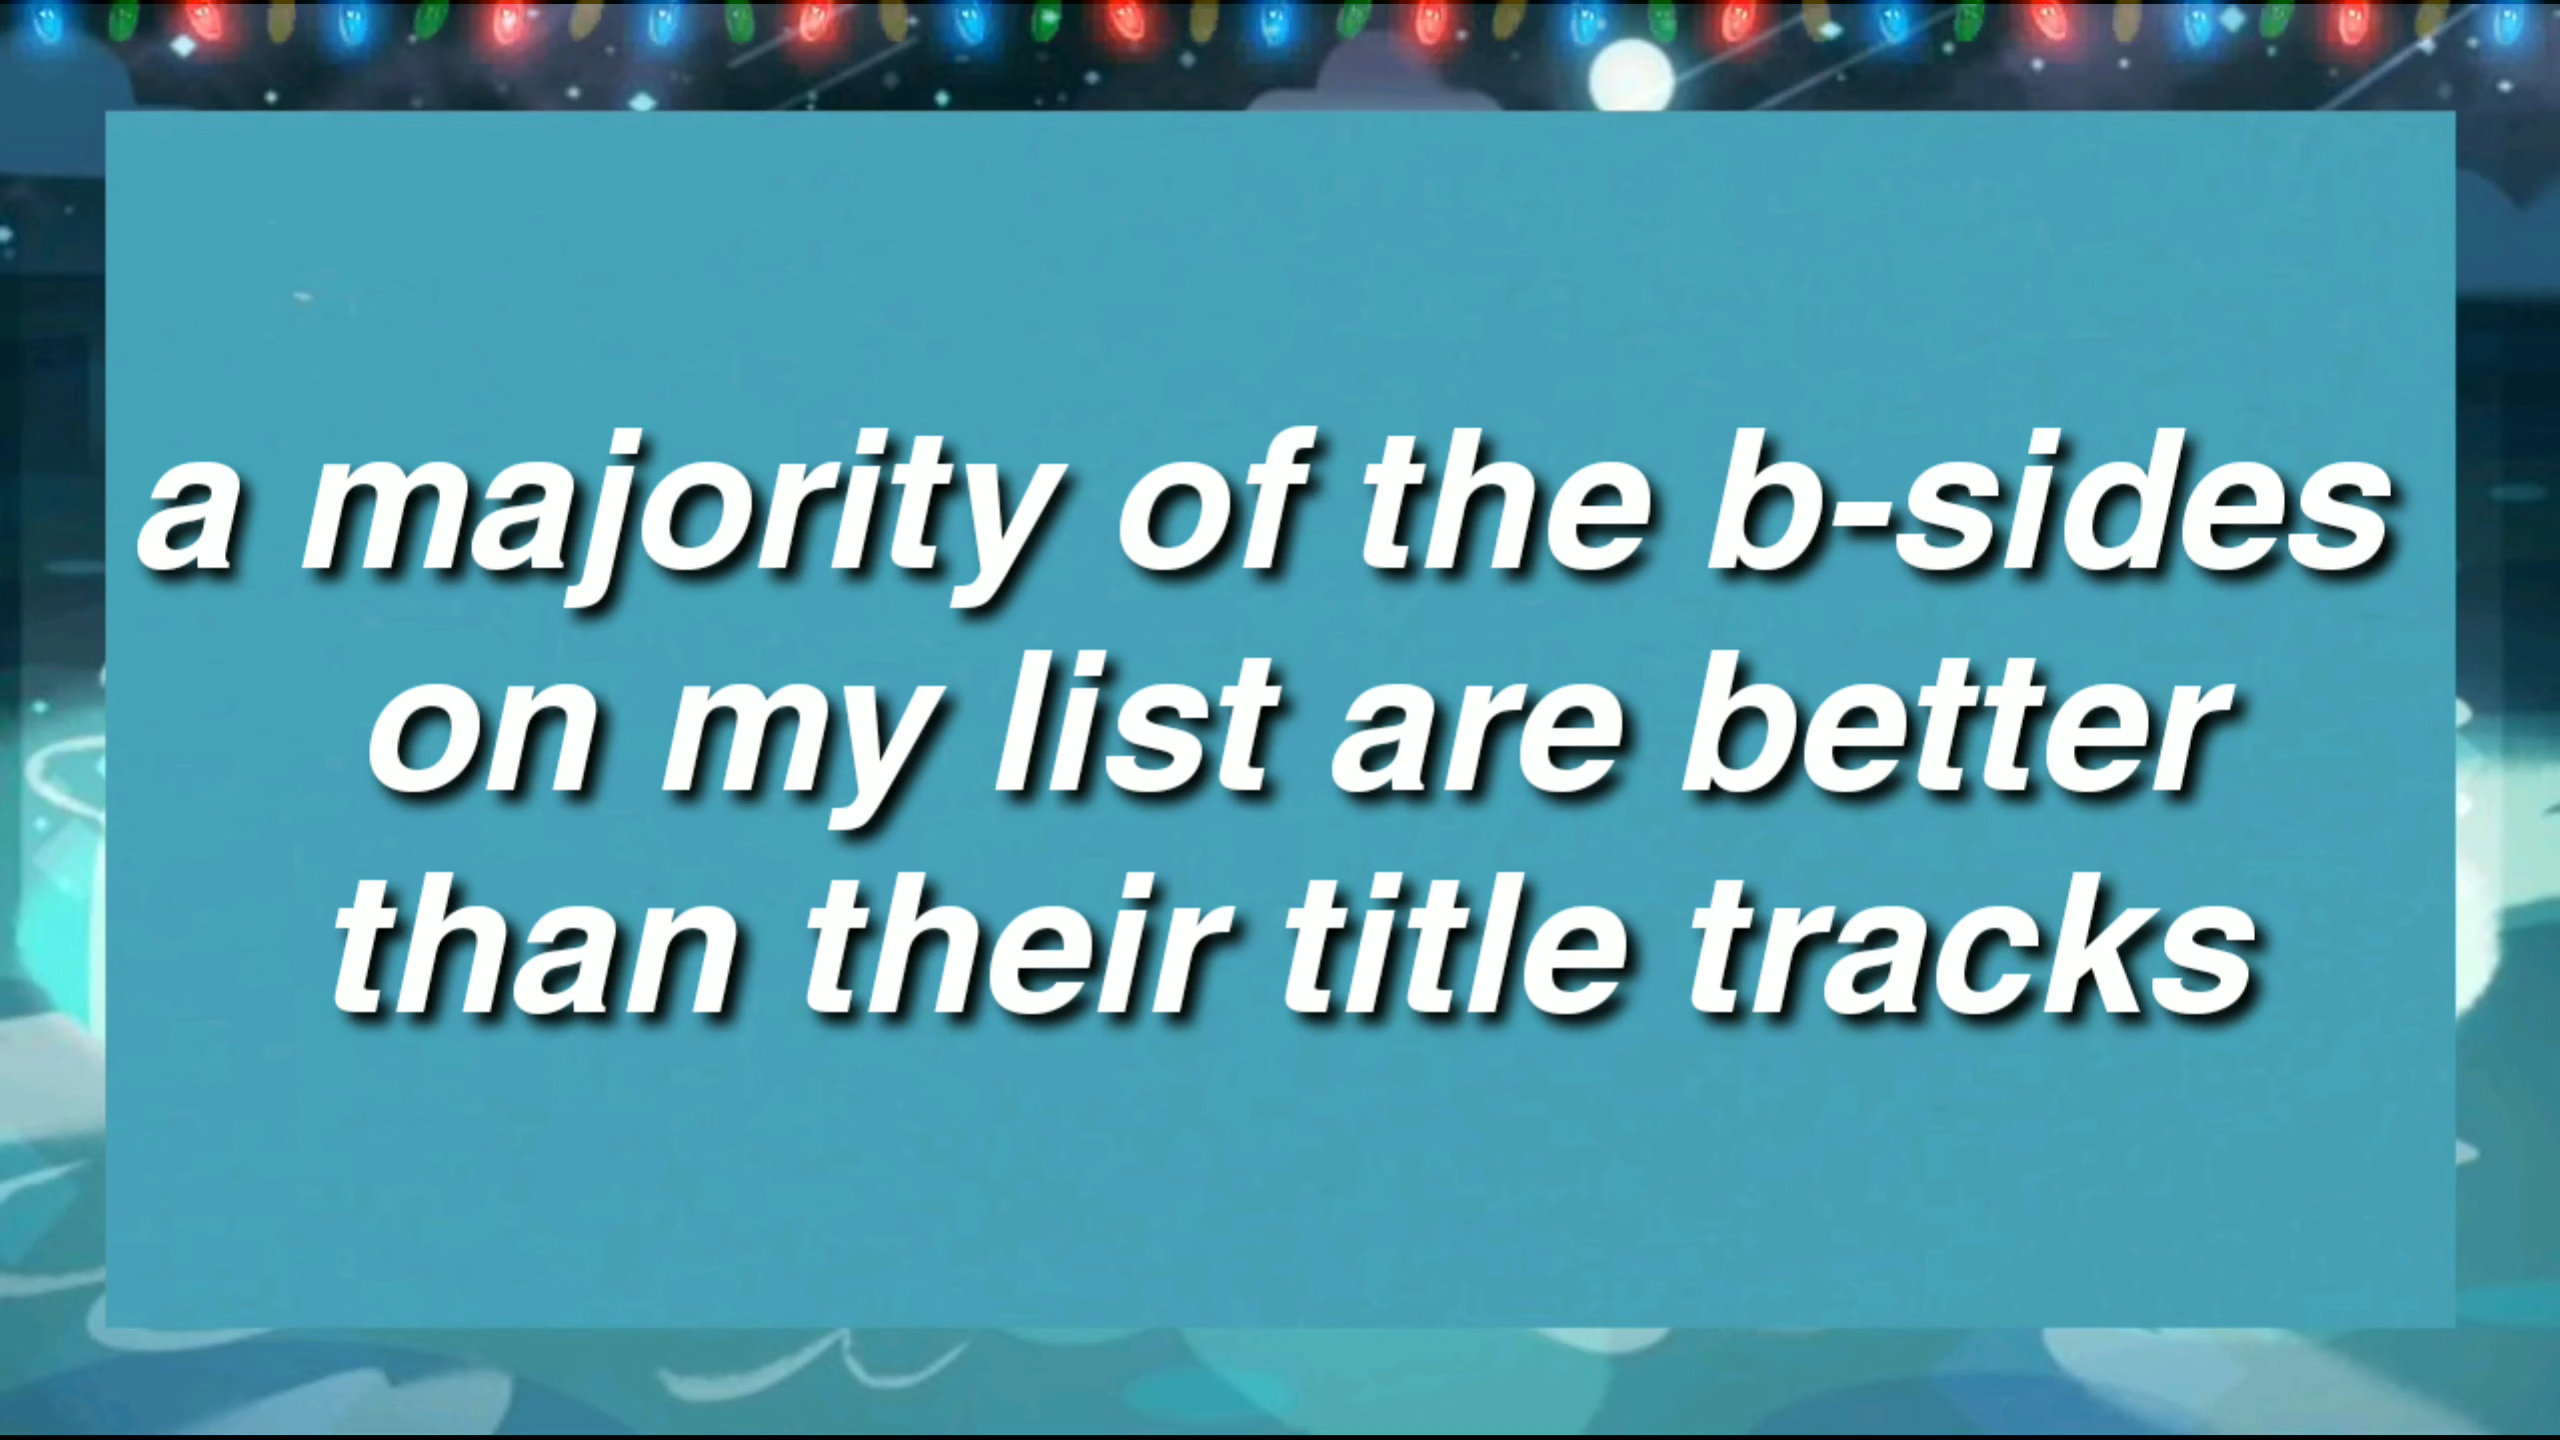 a majority of the b-sides
on my list are better
than their title tracks